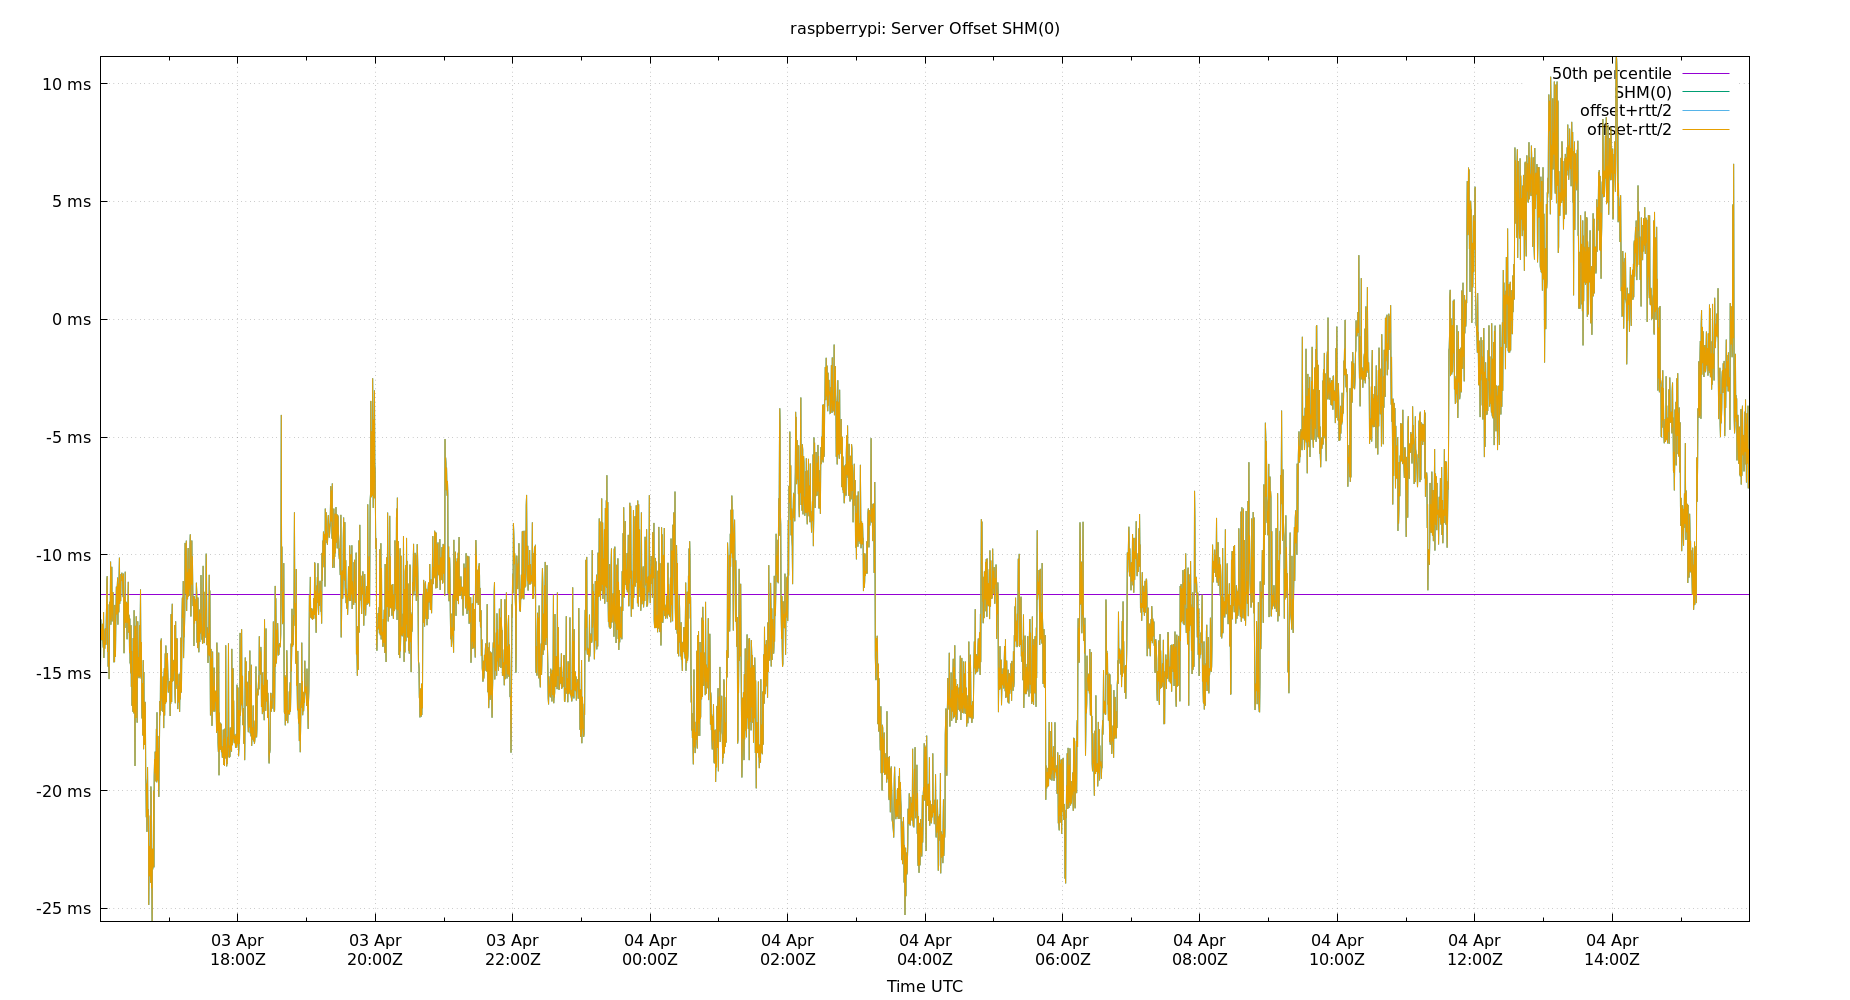 raspberrypi: Server Offset SHM(0)
50th percentile
SHM(0)
offset+rtt/2
offset-rtt/2
10 ms
5 ms
0 ms
-5 ms
-10 ms
-15 ms
-20 ms
-25 ms
03 Apr
18:00Z
03 Apr
20:00Z
03 Apr
22:00Z
04 Apr
00:00Z
04 Apr
02:00Z
04 Apr
04:00Z
04 Apr
06:00Z
04 Apr
08:00Z
04 Apr
10:00Z
04 Apr
12:00Z
04 Apr
14:00Z
Time UTC